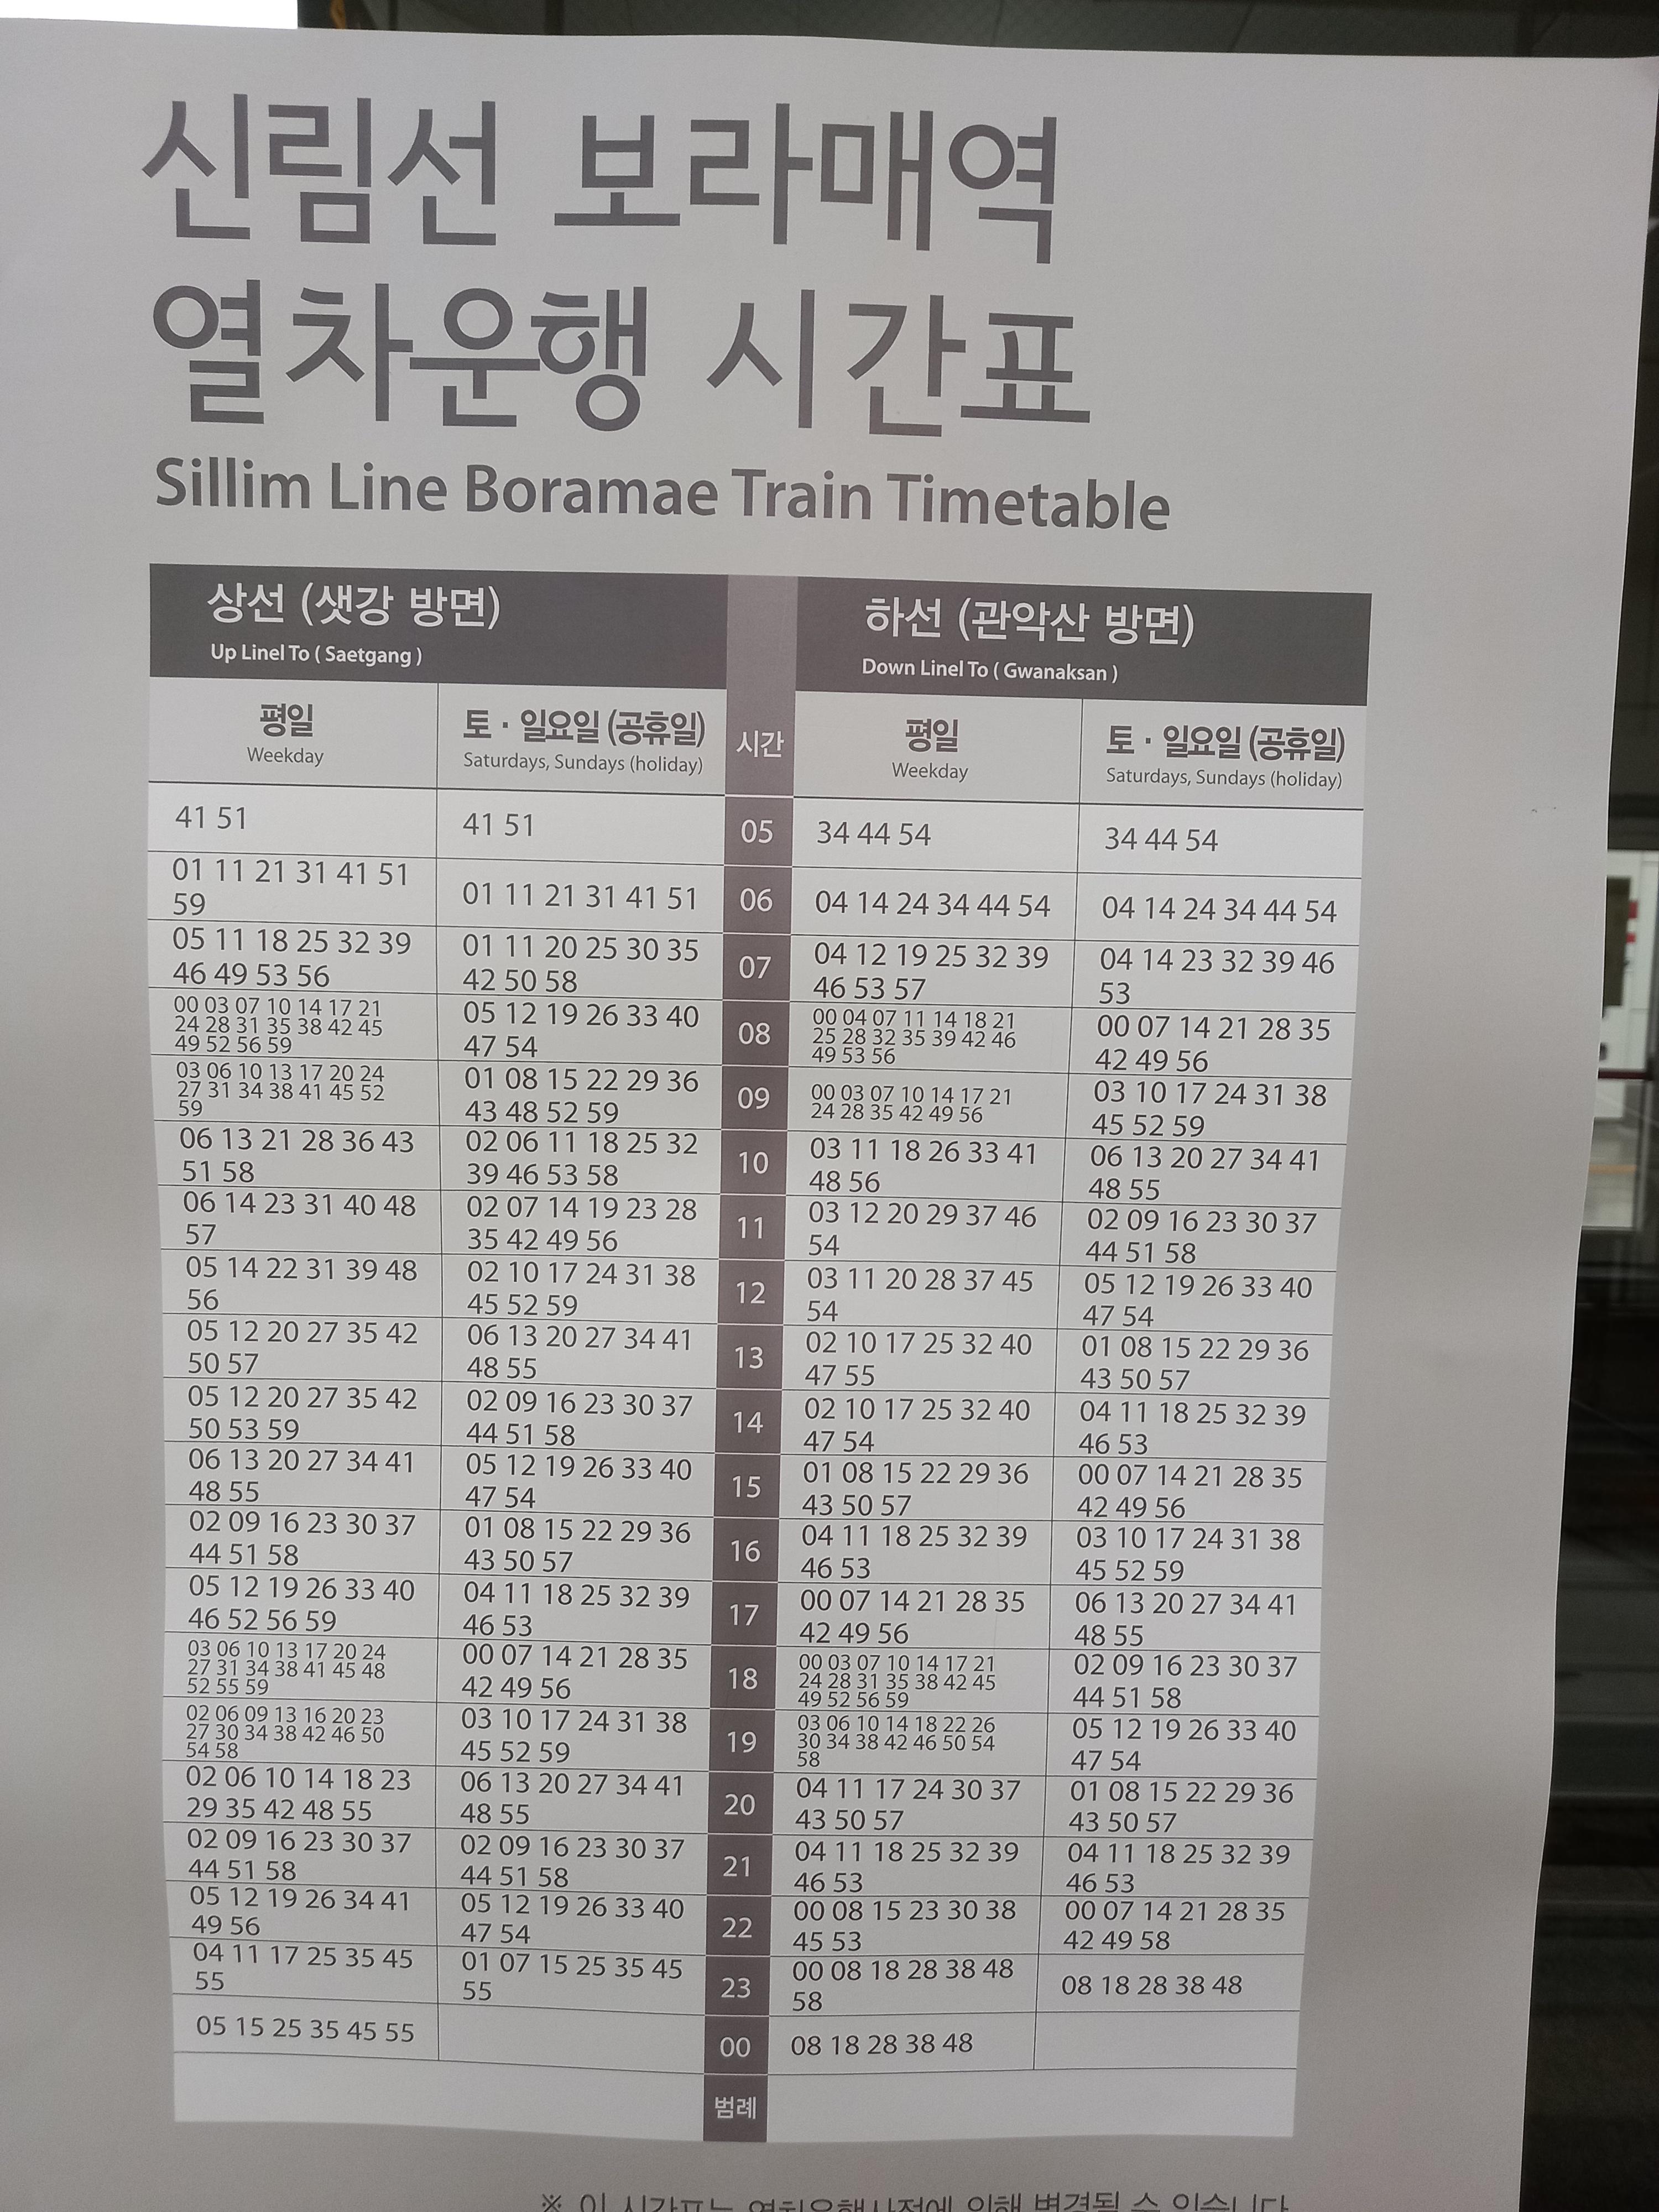 신림선 보라매역
열차운행 시간표
Sillim Line Boramae Train Timetable
상선 (샛강 방면)
Up Linel To ( Saetgang )
하선 (관악산 방면)
Down Linel To ( Gwanaksan )
평일
Weekday
토 · 일요일 (공휴일)
Saturdays, Sundays (holiday)
시간
평일
Weekday
토 · 일요일 (공휴일)
Saturdays, Sundays (holiday)
41 51
41 51
05
34 44 54
34 44 54
01 11 21 31 41 51
59
01 11 21 31 41 51
06
04 14 24 34 44 54
04 14 24 34 44 54
05 11 18 25 32 39
46 49 53 56
01 11 20 25 30 35
42 50 58
07
04 12 19 25 32 39
46 53 57
04 14 23 32 39 46
53
00 03 07 10 14 17 21
24 28 31 35 38 42 45
49 52 56 59
05 12 19 26 33 40
47 54
08
00 04 07 11 14 18 21
25 28 32 35 39 42 46
49 53 56
00 07 14 21 28 35
42 49 56
03 06 10 13 17 20 24
27 31 34 38 41 45 52
59
01 08 15 22 29 36
43 48 52 59
09
00 03 07 10 14 17 21
24 28 35 42 49 56
03 10 17 24 31 38
45 52 59
06 13 21 28 36 43
51 58
02 06 11 18 25 32
39 46 53 58
10
03 11 18 26 33 41
48 56
06 13 20 27 34 41
48 55
06 14 23 31 40 48
57
02 07 14 19 23 28
35 42 49 56
11
03 12 20 29 37 46
54
02 09 16 23 30 37
44 51 58
05 14 22 31 39 48
56
02 10 17 24 31 38
45 52 59
12
03 11 20 28 37 45
54
05 12 19 26 33 40
47 54
05 12 20 27 35 42
50 57
06 13 20 27 34 41
48 55
13
02 10 17 25 32 40
47 55
01 08 15 22 29 36
43 50 57
05 12 20 27 35 42
50 53 59
02 09 16 23 30 37
44 51 58
14
02 10 17 25 32 40
47 54
04 11 18 25 32 39
46 53
06 13 20 27 34 41
48 55
05 12 19 26 33 40
47 54
15
01 08 15 22 29 36
43 50 57
00 07 14 21 28 35
42 49 56
02 09 16 23 30 37
44 51 58
01 08 15 22 29 36
43 50 57
16
04 11 18 25 32 39
46 53
03 10 17 24 31 38
45 52 59
05 12 19 26 33 40
46 52 56 59
04 11 18 25 32 39
46 53
17
00 07 14 21 28 35
42 49 56
06 13 20 27 34 41
48 55
03 06 10 13 17 20 24
27 31 34 38 41 45 48
52 55 59
00 07 14 21 28 35
42 49 56
18
00 03 07 10 14 17 21
24 28 31 35 38 42 45
49 52 56 59
02 09 16 23 30 37
44 51 58
02 06 09 13 16 20 23
27 30 34 38 42 46 50
54 58
03 10 17 24 31 38
45 52 59
19
03 06 10 14 18 22 26
30 34 38 42 46 50 54
58
05 12 19 26 33 40
47 54
02 06 10 14 18 23
29 35 42 48 55
06 13 20 27 34 41
48 55
20
04 11 17 24 30 37
43 50 57
01 08 15 22 29 36
43 50 57
02 09 16 23 30 37
44 51 58
02 09 16 23 30 37
44 51 58
21
04 11 18 25 32 39
46 53
04 11 18 25 32 39
46 53
05 12 19 26 34 41
49 56
05 12 19 26 33 40
47 54
22
00 08 15 23 30 38
45 53
00 07 14 21 28 35
42 49 58
04 11 17 25 35 45
55
01 07 15 25 35 45
55
23
00 08 18 28 38 48
58
08 18 28 38 48
05 15 25 35 45 55
00
08 18 28 38 48
범례
※ 이 시간표는 열차운행사정에 의해 변경될 수 있습니다